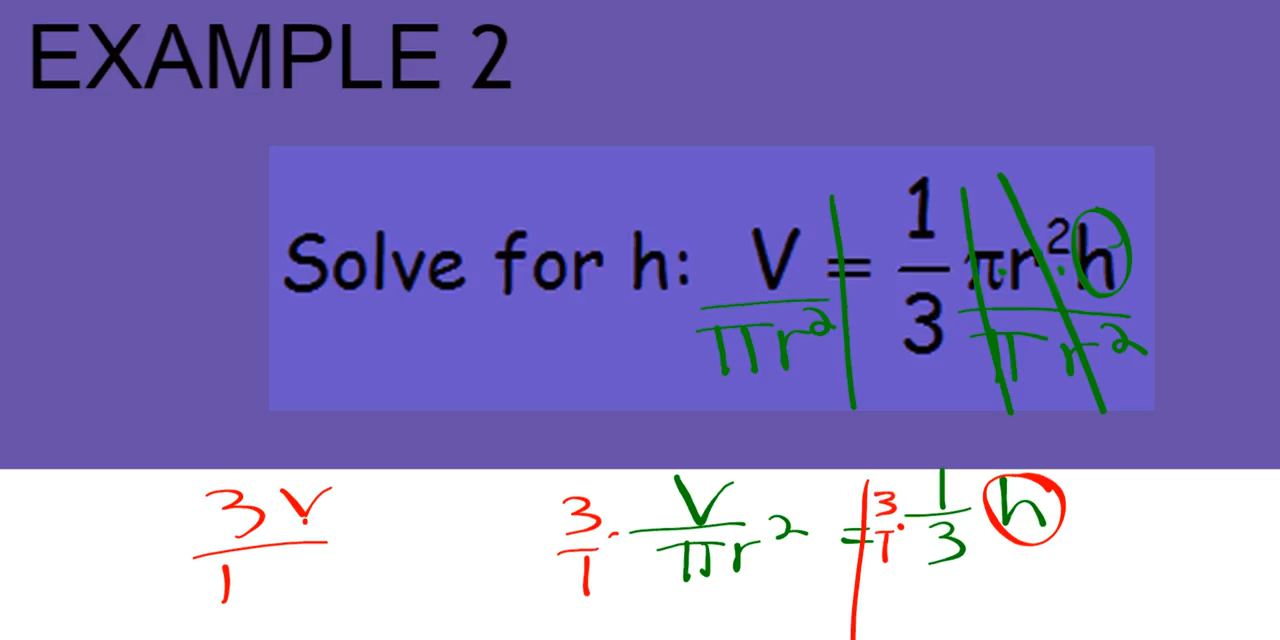 EXAMPLE 2
Solve for h: V = 1/3 πr²h
πr² πr²
3V/1 3/1 · V/πr² = 3/1 · 1/3 h